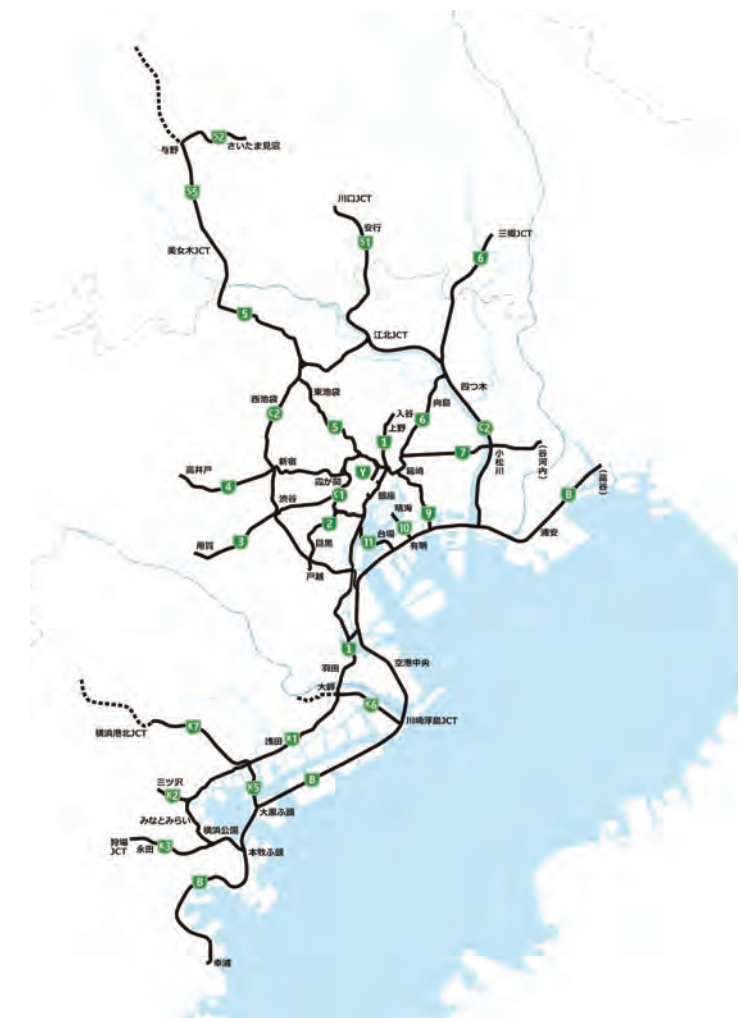 S2
与野
さいたま見沼
S5
川口JCT
安行
S1
三郷JCT
6
美女木JCT
5
江北JCT
四つ木
東池袋
西池袋
向島
C2
入谷
上野
6
C2
5
1
7
小松川
(谷河内)
新宿
高井戸
4
Y
箱崎
霞が関
C1
銀座
(高谷)
B
渋谷
晴海
9
10
2
3
用賀
目黒
11
台場
有明
浦安
戸越
1
羽田
空港中央
大師
K6
川崎浮島JCT
K7
横浜港北JCT
浅田
K1
B
三ツ沢
K2
K5
大黒ふ頭
みなとみらい
横浜公園
狩場
JCT
永田
K3
本牧ふ頭
B
幸浦